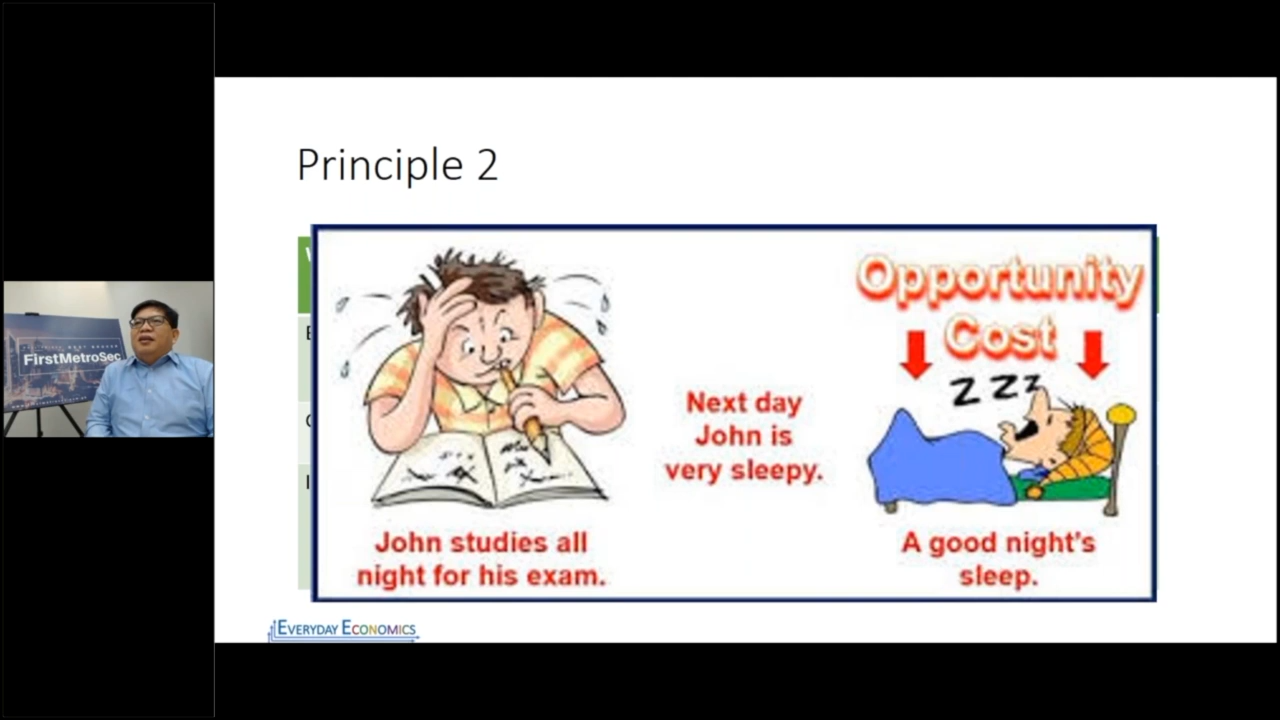 Principle 2
Opportunity
Cost
Z Z Z
Next day
John is
very sleepy.
John studies all
night for his exam.
A good night's
sleep.
FirstMetroSec
EVERYDAY ECONOMICS